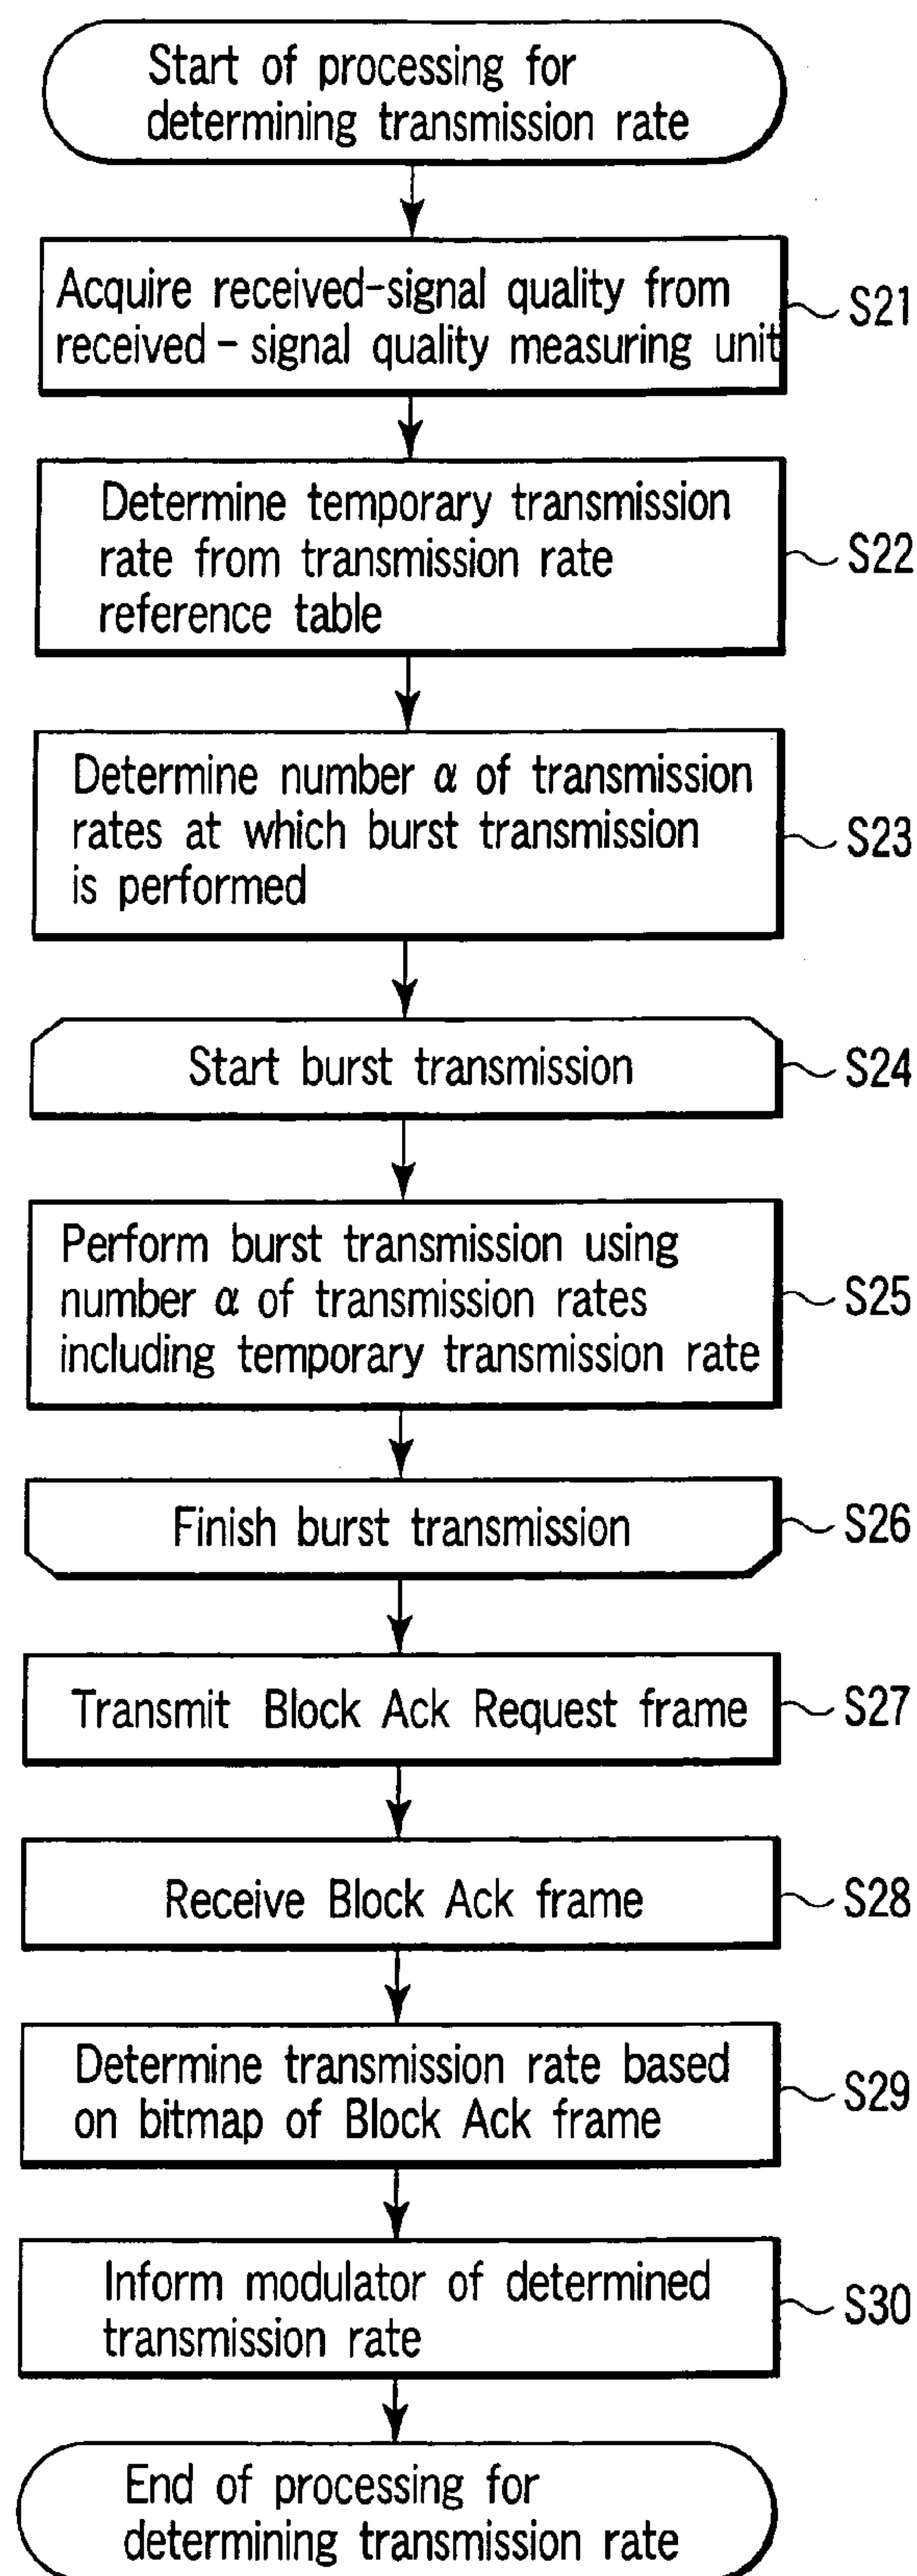 Start of processing for
determining transmission rate
Acquire received-signal quality from
received-signal quality measuring unit
S21
Determine temporary transmission
rate from transmission rate
reference table
S22
Determine number α of transmission
rates at which burst transmission
is performed
S23
Start burst transmission
S24
Perform burst transmission using
number α of transmission rates
including temporary transmission rate
S25
Finish burst transmission
S26
Transmit Block Ack Request frame
S27
Receive Block Ack frame
S28
Determine transmission rate based
on bitmap of Block Ack frame
S29
Inform modulator of determined
transmission rate
S30
End of processing for
determining transmission rate